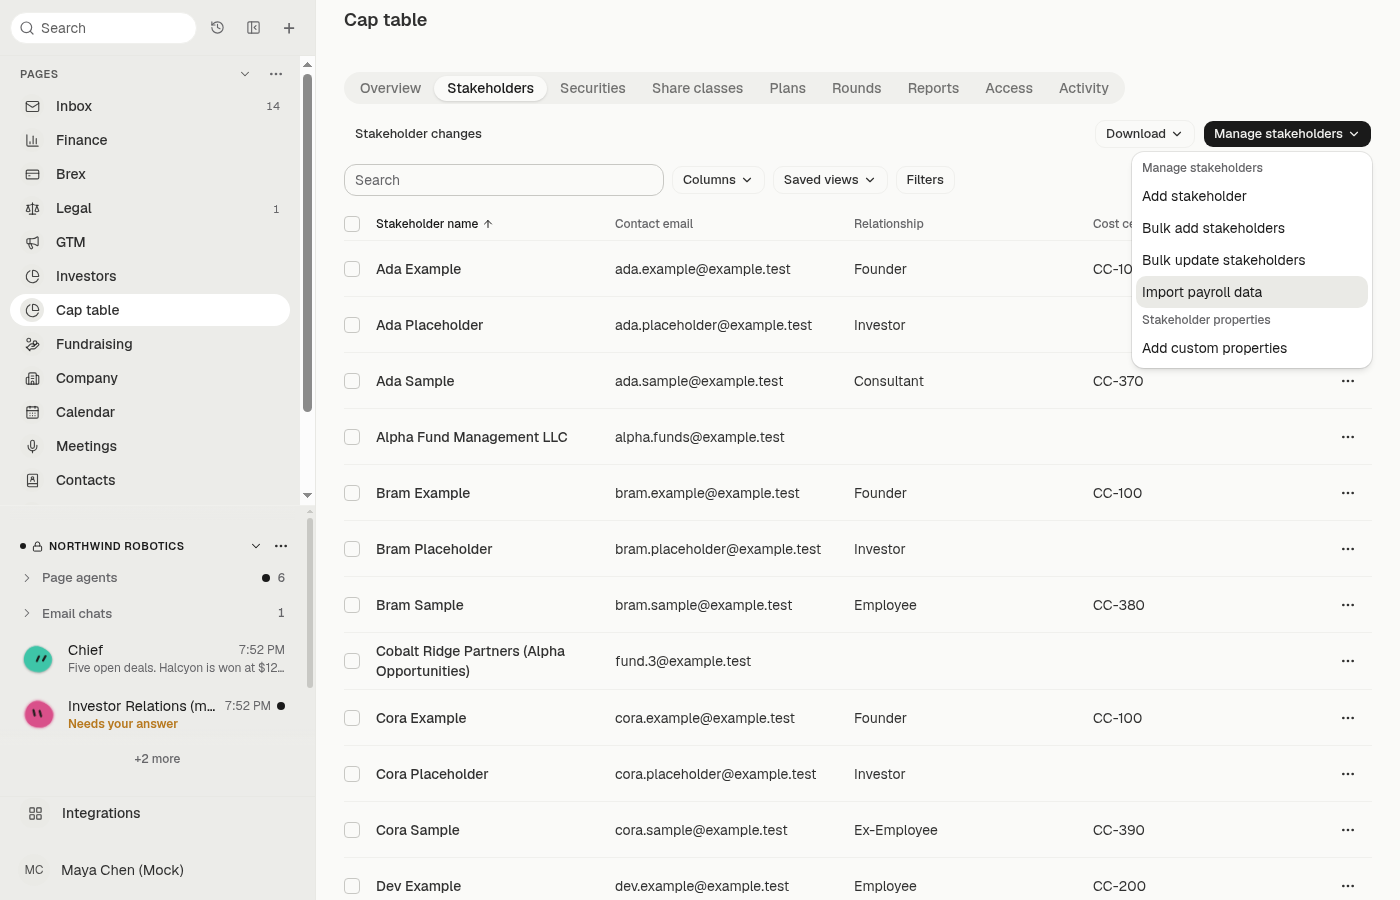 Search
PAGES
Inbox 14
Finance
Brex
Legal 1
GTM
Investors
Cap table
Fundraising
Company
Calendar
Meetings
Contacts
NORTHWIND ROBOTICS
Page agents 6
Email chats 1
Chief 7:52 PM
Five open deals. Halcyon is won at $12...
Investor Relations (m... 7:52 PM
Needs your answer
+2 more
Integrations
MC Maya Chen (Mock)
Cap table
Overview Stakeholders Securities Share classes Plans Rounds Reports Access Activity
Stakeholder changes Download Manage stakeholders
Search Columns Saved views Filters
Manage stakeholders
Add stakeholder
Bulk add stakeholders
Bulk update stakeholders
Import payroll data
Stakeholder properties
Add custom properties
Stakeholder name Contact email Relationship Cost ce
Ada Example ada.example@example.test Founder CC-10
Ada Placeholder ada.placeholder@example.test Investor
Ada Sample ada.sample@example.test Consultant CC-370
Alpha Fund Management LLC alpha.funds@example.test
Bram Example bram.example@example.test Founder CC-100
Bram Placeholder bram.placeholder@example.test Investor
Bram Sample bram.sample@example.test Employee CC-380
Cobalt Ridge Partners (Alpha
Opportunities) fund.3@example.test
Cora Example cora.example@example.test Founder CC-100
Cora Placeholder cora.placeholder@example.test Investor
Cora Sample cora.sample@example.test Ex-Employee CC-390
Dev Example dev.example@example.test Employee CC-200